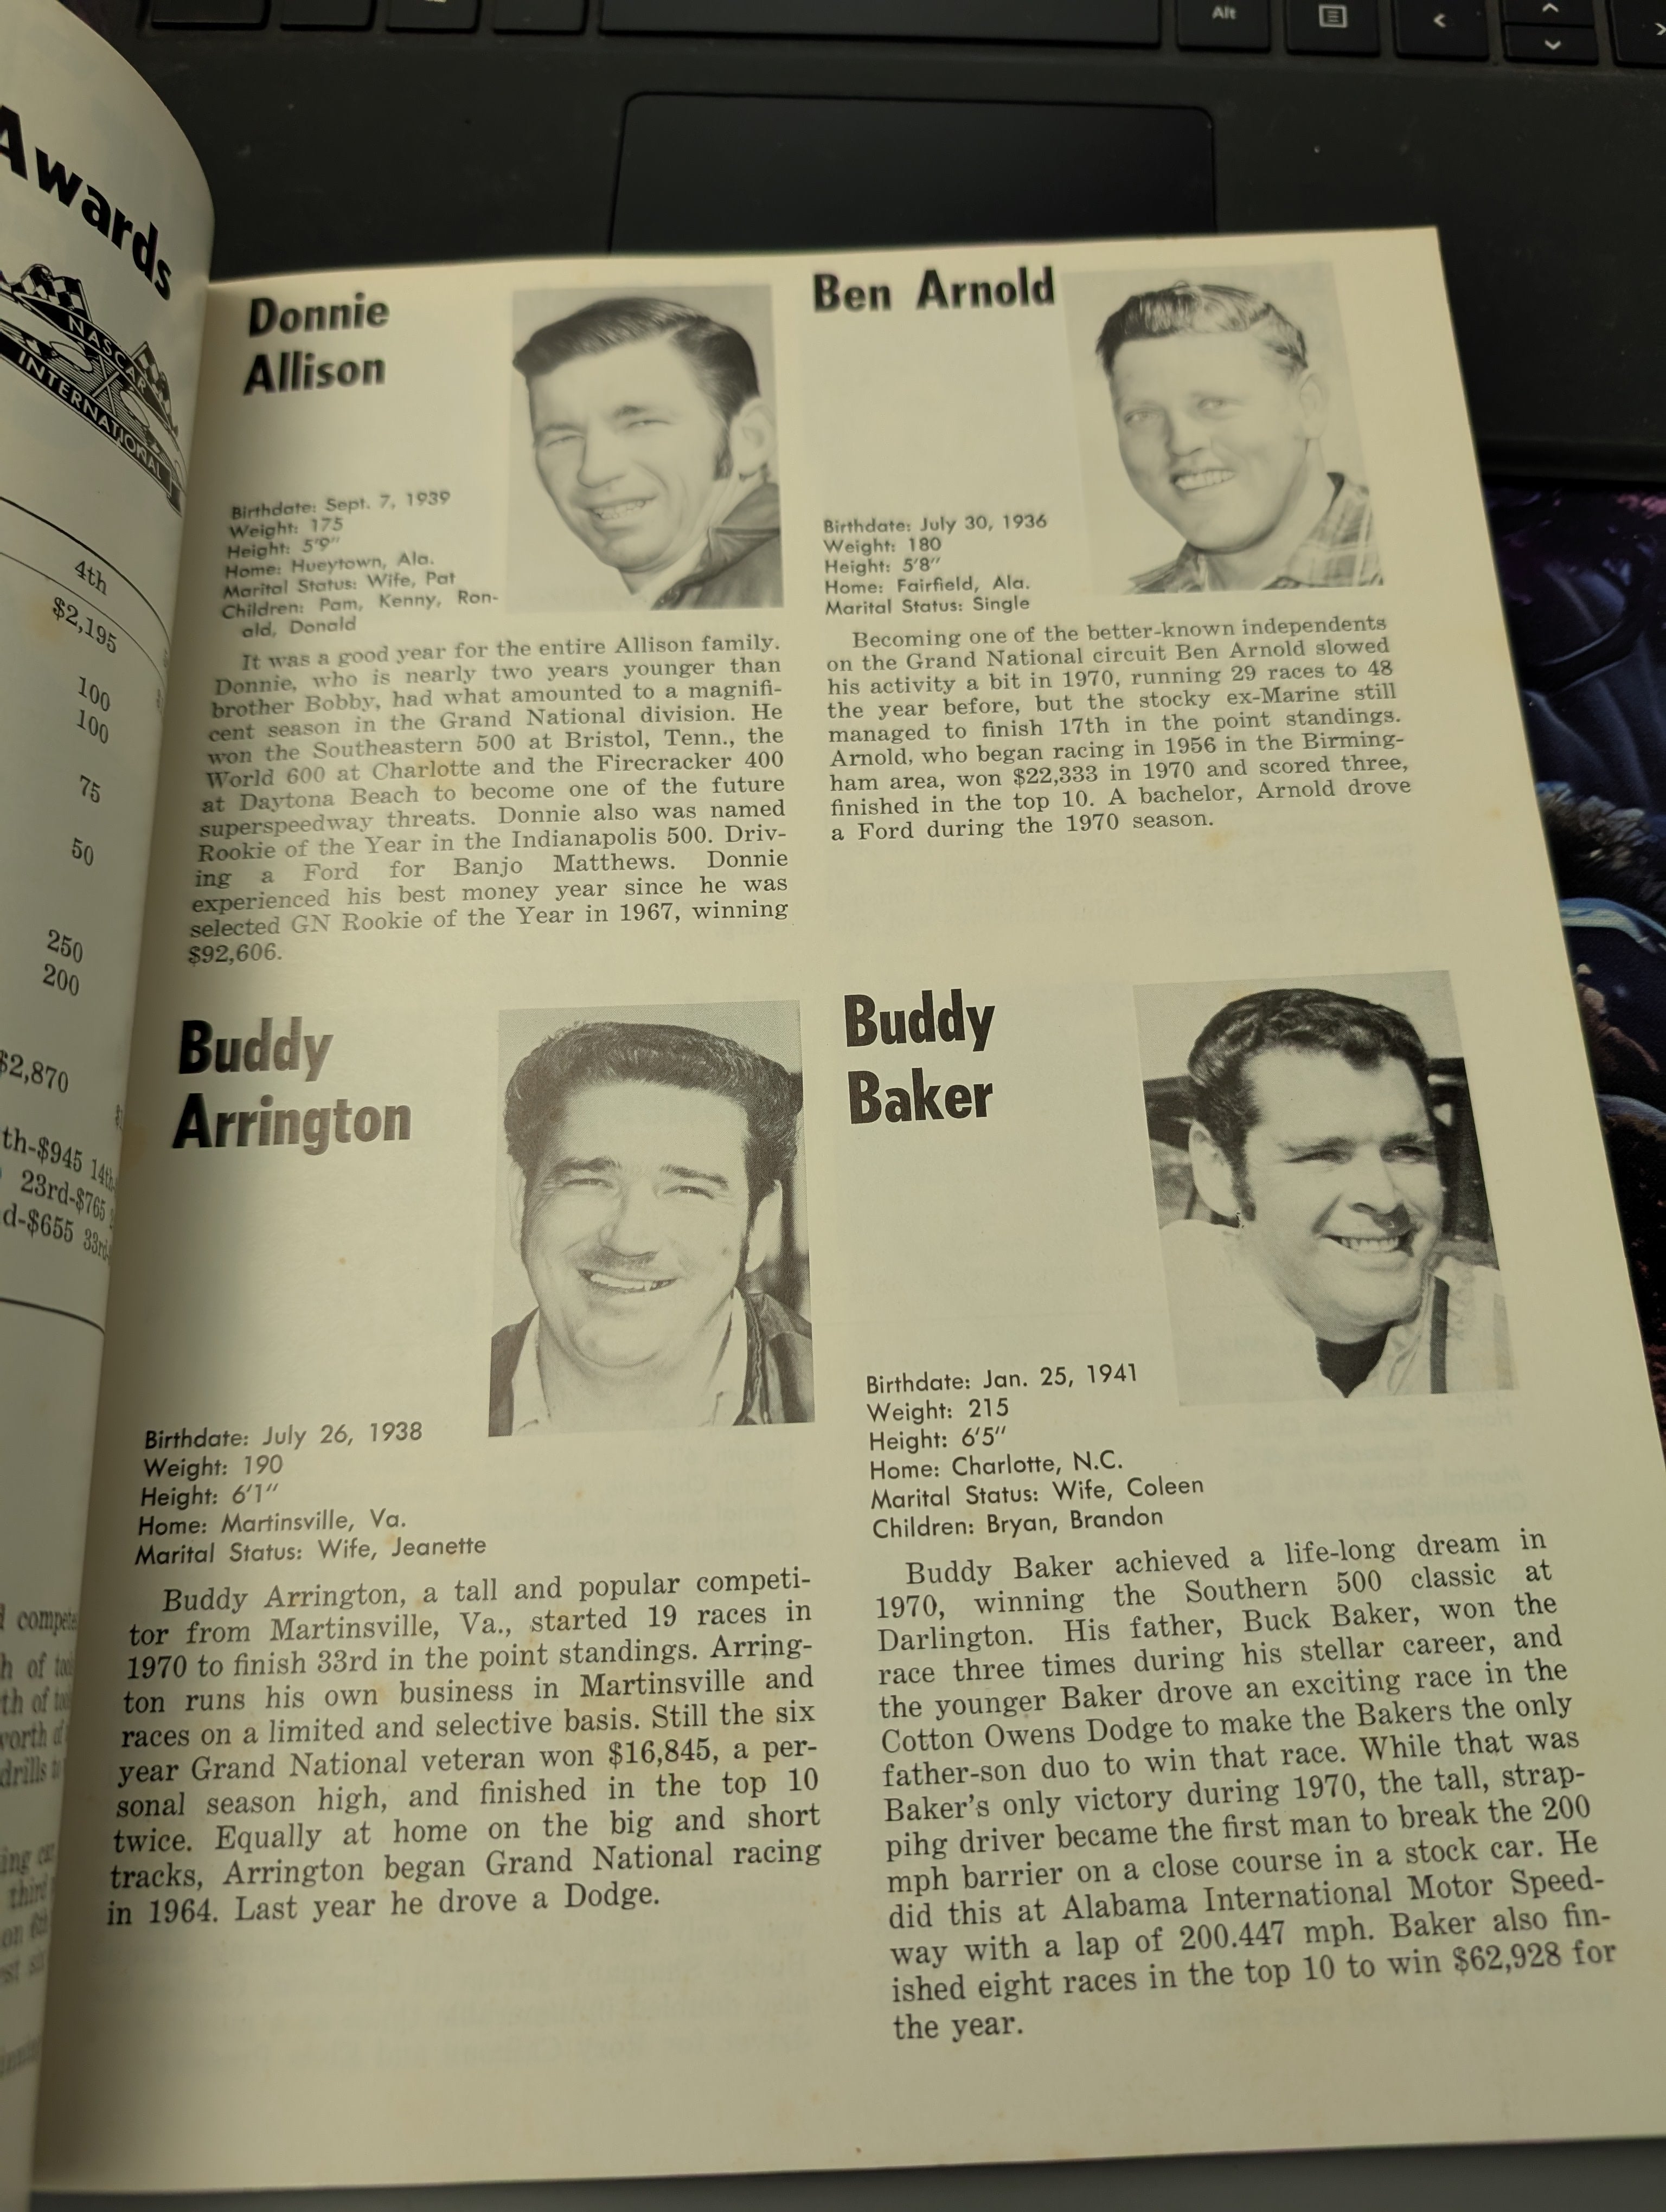 Alt
Awards
NASCAR
INTERNATIONAL
4th
$2,195
100
100
75
50
250
200
$2,870
th-$945 14th
23rd-$765
d-$655 33rd
h of
th of
drills
third
Donnie
Allison
Birthdate: Sept. 7, 1939
Weight: 175
Height: 5'9"
Home: Hueytown, Ala.
Marital Status: Wife, Pat
Children: Pam, Kenny, Ron-
ald, Donald
It was a good year for the entire Allison family.
Donnie, who is nearly two years younger than
brother Bobby, had what amounted to a magnifi-
cent season in the Grand National division. He
won the Southeastern 500 at Bristol, Tenn., the
World 600 at Charlotte and the Firecracker 400
at Daytona Beach to become one of the future
superspeedway threats. Donnie also was named
Rookie of the Year in the Indianapolis 500. Driv-
ing a Ford for Banjo Matthews. Donnie
experienced his best money year since he was
selected GN Rookie of the Year in 1967, winning
$92,606.
Ben Arnold
Birthdate: July 30, 1936
Weight: 180
Height: 5'8"
Home: Fairfield, Ala.
Marital Status: Single
Becoming one of the better-known independents
on the Grand National circuit Ben Arnold slowed
his activity a bit in 1970, running 29 races to 48
the year before, but the stocky ex-Marine still
managed to finish 17th in the point standings.
Arnold, who began racing in 1956 in the Birming-
ham area, won $22,333 in 1970 and scored three,
finished in the top 10. A bachelor, Arnold drove
a Ford during the 1970 season.
Buddy
Arrington
Birthdate: July 26, 1938
Weight: 190
Height: 6'1"
Home: Martinsville, Va.
Marital Status: Wife, Jeanette
Buddy Arrington, a tall and popular competi-
tor from Martinsville, Va., started 19 races in
1970 to finish 33rd in the point standings. Arring-
ton runs his own business in Martinsville and
races on a limited and selective basis. Still the six
year Grand National veteran won $16,845, a per-
sonal season high, and finished in the top 10
twice. Equally at home on the big and short
tracks, Arrington began Grand National racing
in 1964. Last year he drove a Dodge.
Buddy
Baker
Birthdate: Jan. 25, 1941
Weight: 215
Height: 6'5"
Home: Charlotte, N.C.
Marital Status: Wife, Coleen
Children: Bryan, Brandon
Buddy Baker achieved a life-long dream in
1970, winning the Southern 500 classic at
Darlington. His father, Buck Baker, won the
race three times during his stellar career, and
the younger Baker drove an exciting race in the
Cotton Owens Dodge to make the Bakers the only
father-son duo to win that race. While that was
Baker's only victory during 1970, the tall, strap-
pihg driver became the first man to break the 200
mph barrier on a close course in a stock car. He
did this at Alabama International Motor Speed-
way with a lap of 200.447 mph. Baker also fin-
ished eight races in the top 10 to win $62,928 for
the year.